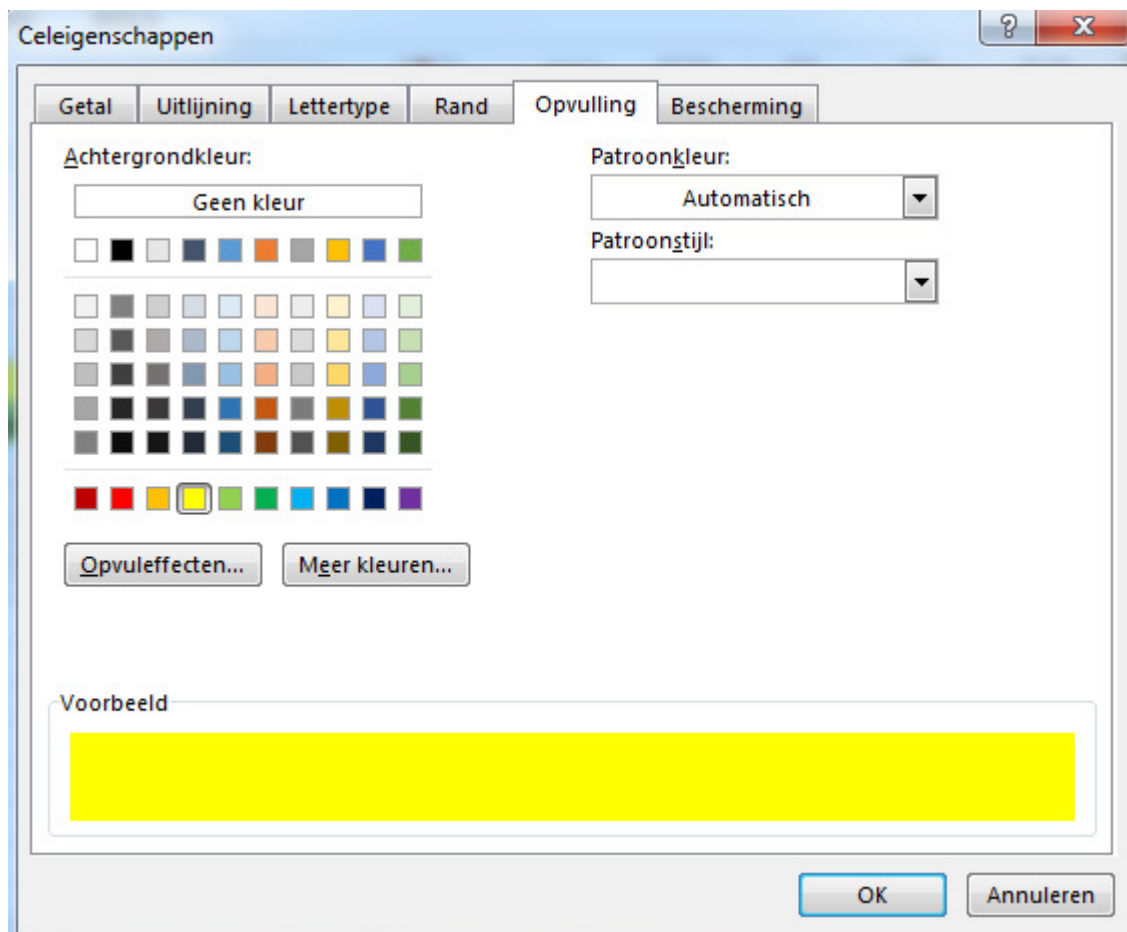 Celeigenschappen
Getal Uitlijning Lettertype Rand Opvulling Bescherming
Achtergrondkleur:
Geen kleur
Patroonkleur:
Automatisch
Patroonstijl:
Opvuleffecten... Meer kleuren...
Voorbeeld
OK Annuleren